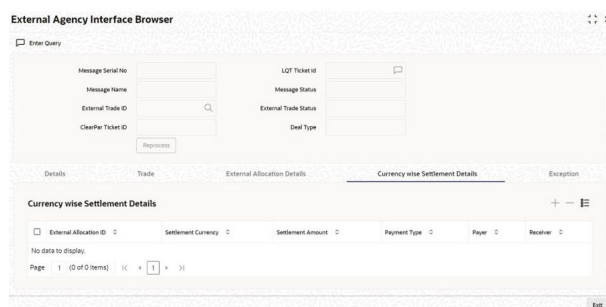 External Agency Interface Browser
Enter Query
Message Serial No
LQT Ticket Id
Message Name
Message Status
External Trade ID
External Trade Status
ClearPar Ticket ID
Deal Type
Reprocess
Details Trade External Allocation Details Currency wise Settlement Details Exception
Currency wise Settlement Details
External Allocation ID Settlement Currency Settlement Amount Payment Type Payer Receiver
No data to display.
Page 1 (0 of 0 items) 1
Exit